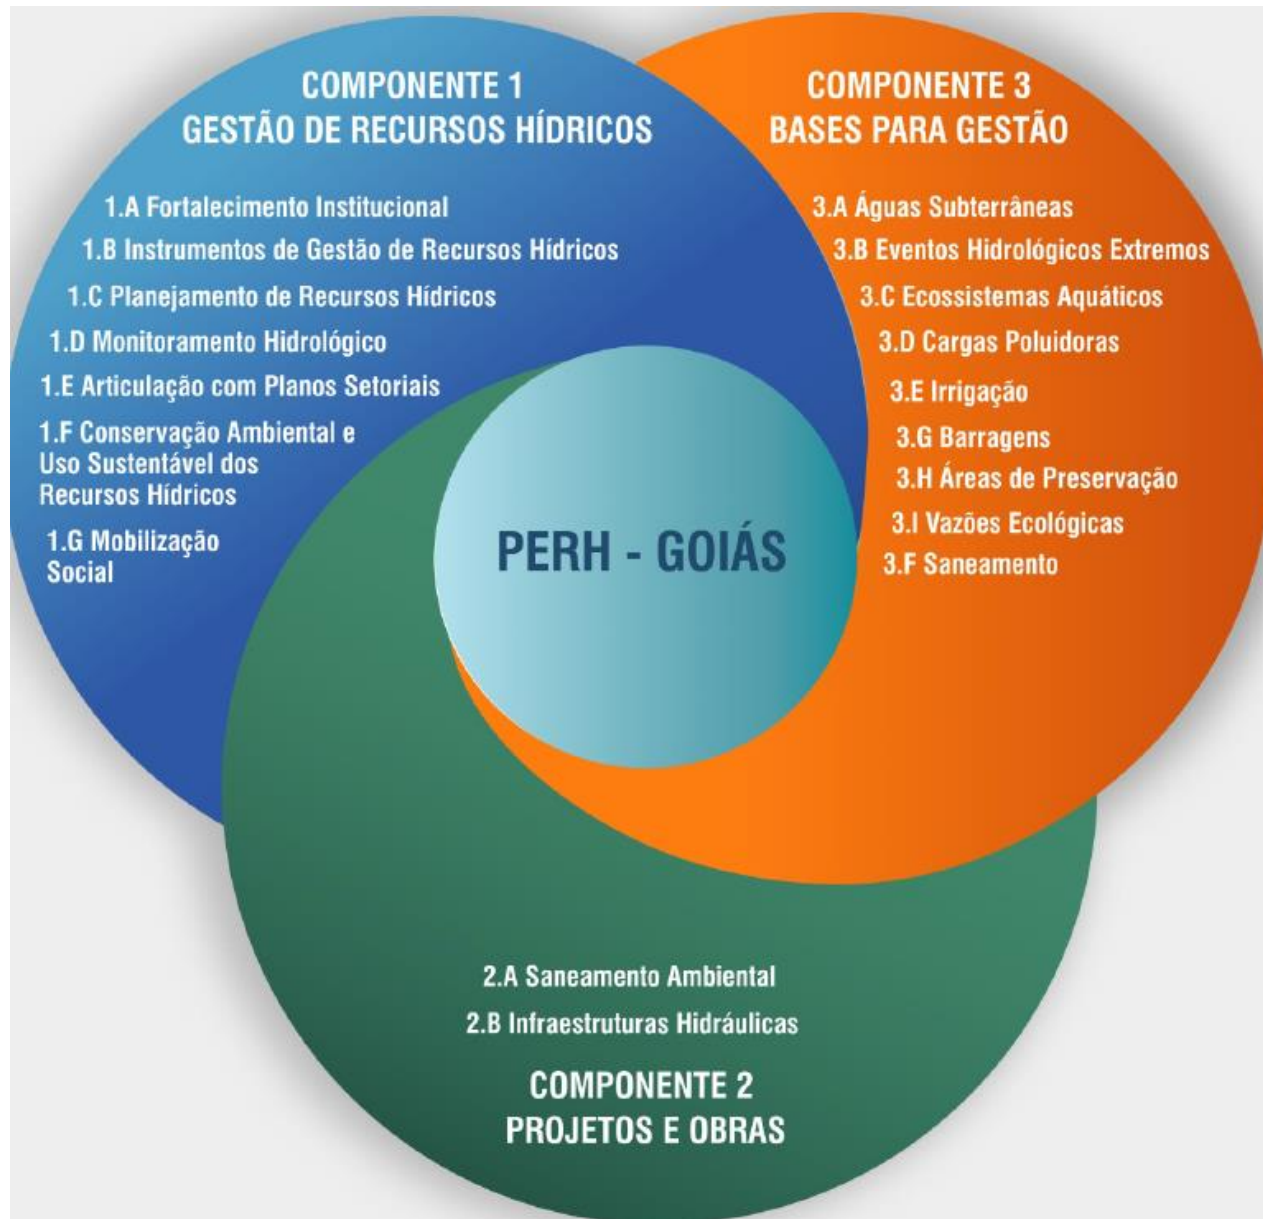 COMPONENTE 1
GESTÃO DE RECURSOS HÍDRICOS
1.A Fortalecimento Institucional
1.B Instrumentos de Gestão de Recursos Hídricos
1.C Planejamento de Recursos Hídricos
1.D Monitoramento Hidrológico
1.E Articulação com Planos Setoriais
1.F Conservação Ambiental e
Uso Sustentável dos
Recursos Hídricos
1.G Mobilização
Social
COMPONENTE 3
BASES PARA GESTÃO
3.A Águas Subterrâneas
3.B Eventos Hidrológicos Extremos
3.C Ecossistemas Aquáticos
3.D Cargas Poluidoras
3.E Irrigação
3.G Barragens
3.H Áreas de Preservação
3.I Vazões Ecológicas
3.F Saneamento
PERH - GOIÁS
2.A Saneamento Ambiental
2.B Infraestruturas Hidráulicas
COMPONENTE 2
PROJETOS E OBRAS